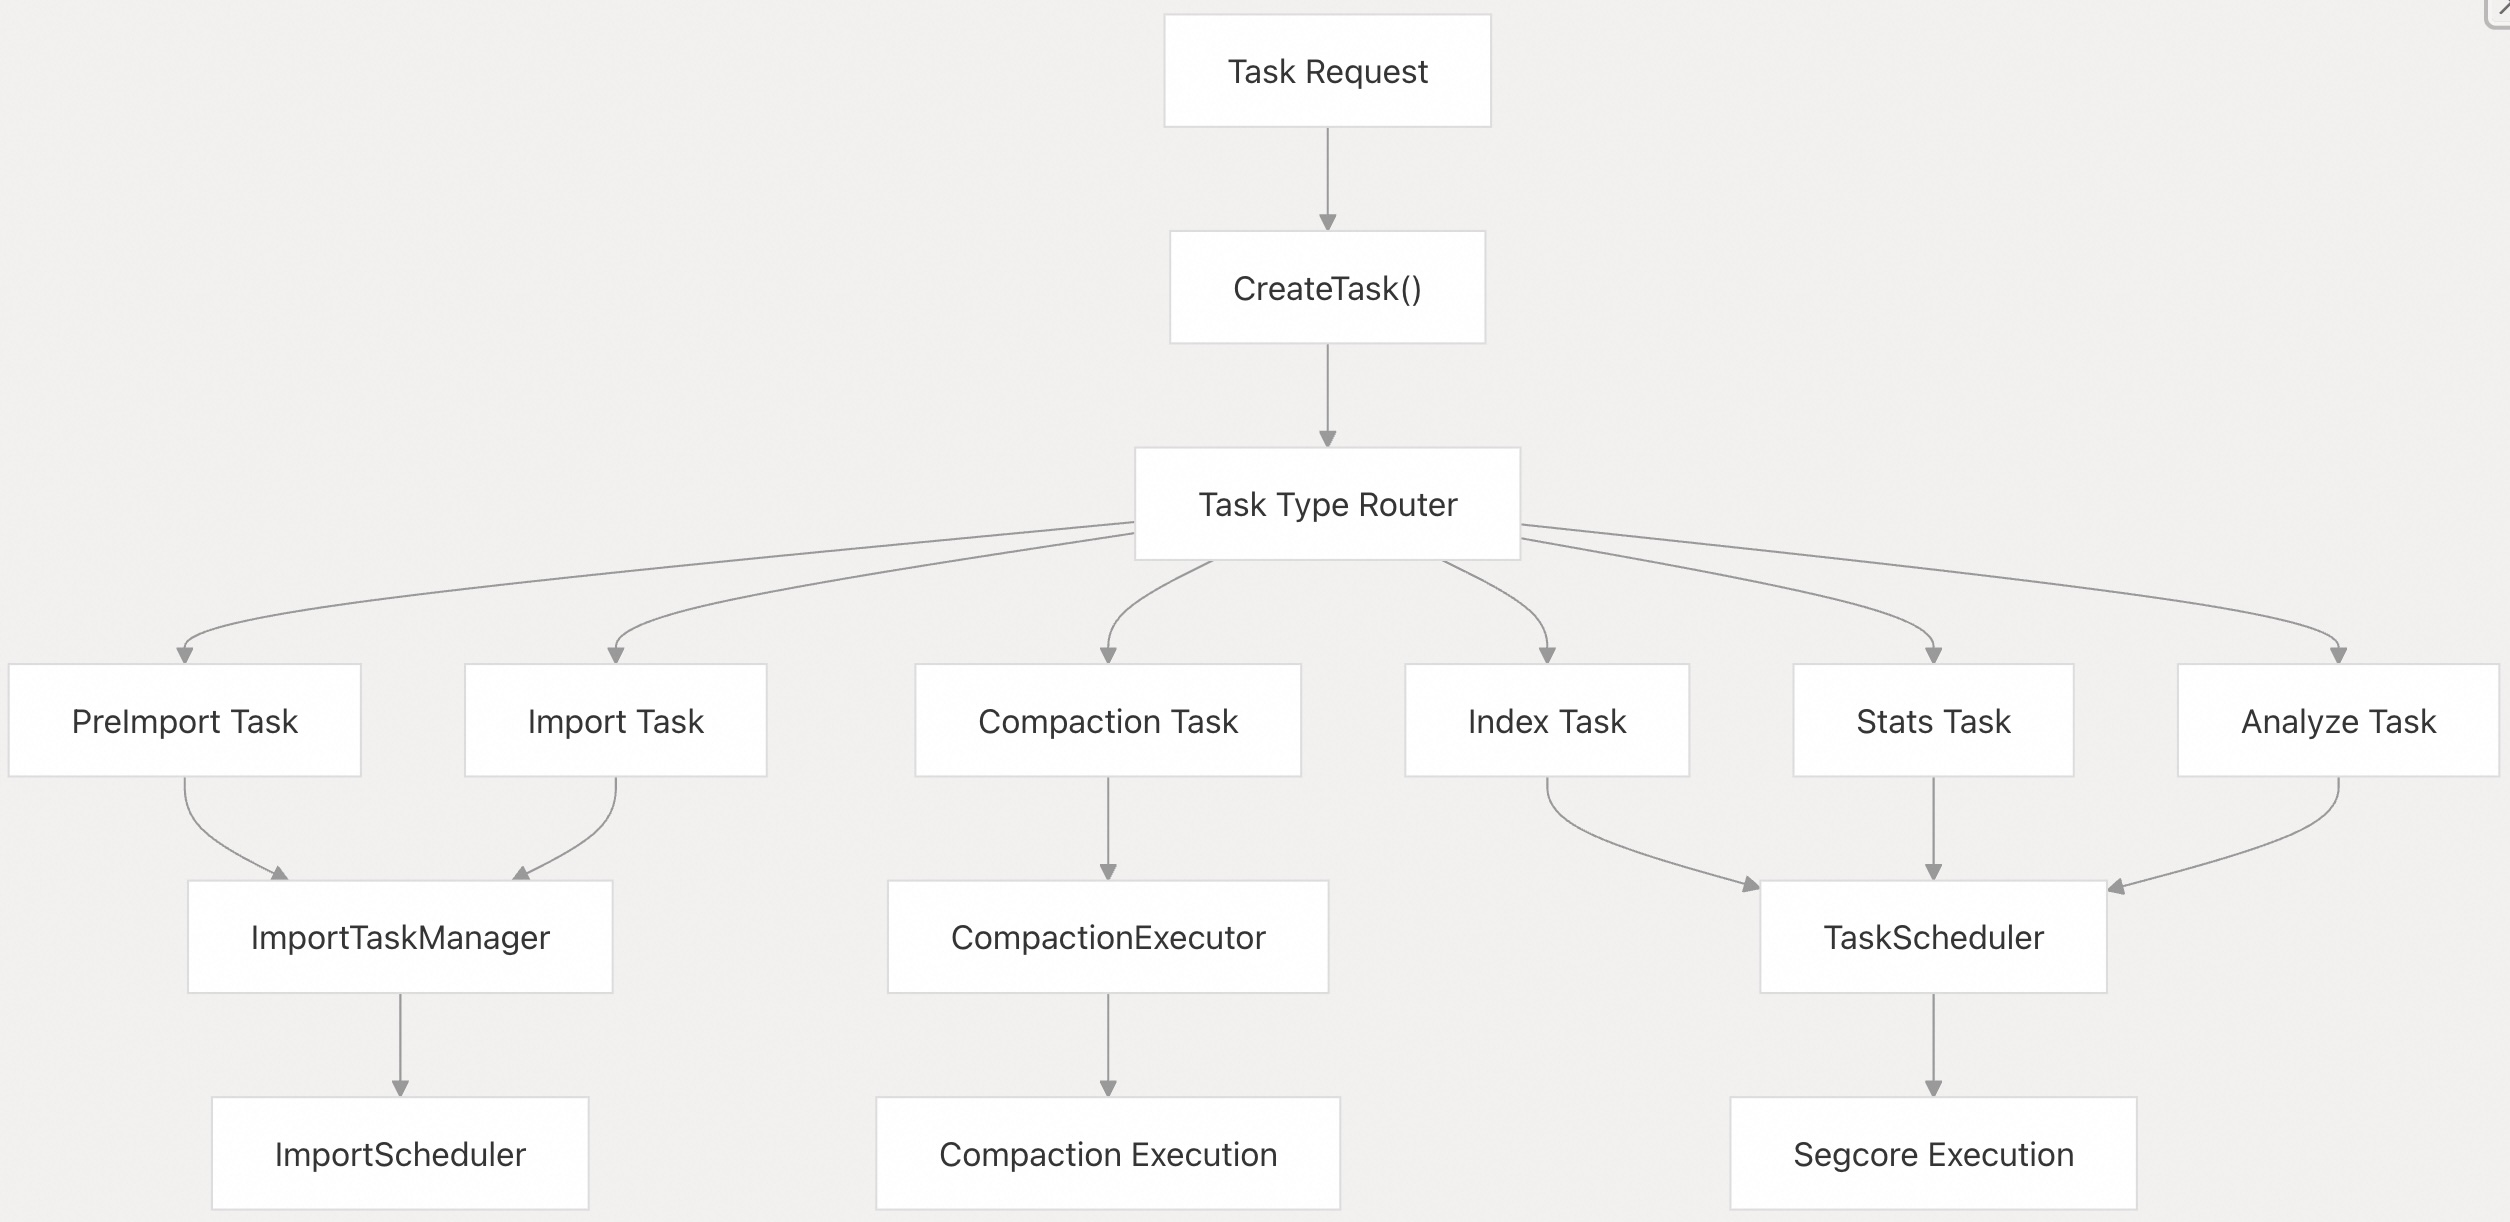 Task Request
CreateTask()
Task Type Router
PreImport Task
Import Task
Compaction Task
Index Task
Stats Task
Analyze Task
ImportTaskManager
CompactionExecutor
TaskScheduler
ImportScheduler
Compaction Execution
Segcore Execution